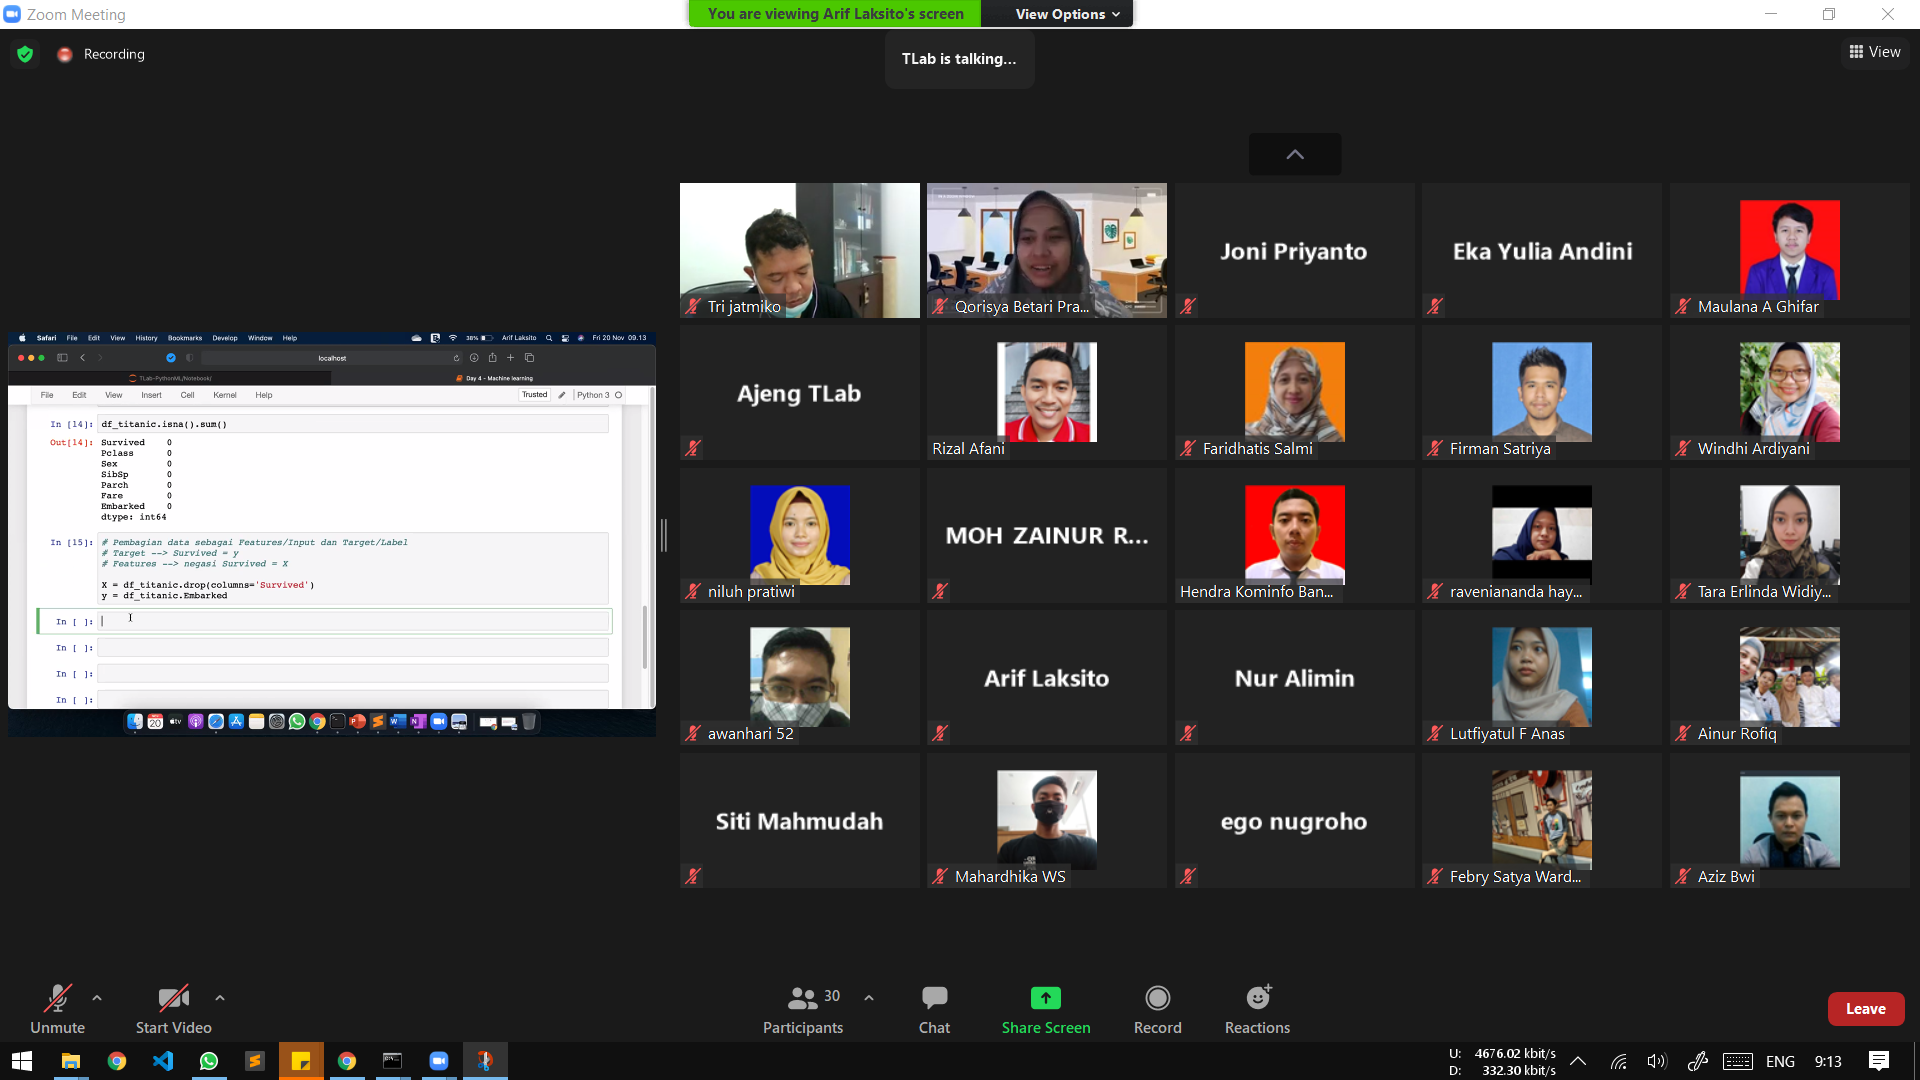 Zoom Meeting
You are viewing Arif Laksito's screen
View Options
Recording
TLab is talking...
View
Safari File Edit View History Bookmarks Develop Window Help
38% Arif Laksito Fri 20 Nov 09.13
localhost
TLab-PythonML/Notebook/
Day 4 - Machine learning
File Edit View Insert Cell Kernel Help
Trusted
Python 3
In [14]: df_titanic.isna().sum()
Out[14]: Survived 0
Pclass 0
Sex 0
SibSp 0
Parch 0
Fare 0
Embarked 0
dtype: int64
In [15]: # Pembagian data sebagai Features/Input dan Target/Label
# Target --> Survived = y
# Features --> negasi Survived = X
X = df_titanic.drop(columns='Survived')
y = df_titanic.Embarked
In [ ]:
In [ ]:
In [ ]:
In [ ]:
Tri jatmiko
Qorisya Betari Pra...
Joni Priyanto
Eka Yulia Andini
Maulana A Ghifar
Ajeng TLab
Rizal Afani
Faridhatis Salmi
Firman Satriya
Windhi Ardiyani
niluh pratiwi
MOH ZAINUR R...
Hendra Kominfo Ban...
raveniananda hay...
Tara Erlinda Widiy...
awanhari 52
Arif Laksito
Nur Alimin
Lutfiyatul F Anas
Ainur Rofiq
Siti Mahmudah
Mahardhika WS
ego nugroho
Febry Satya Ward...
Aziz Bwi
Unmute
Start Video
30
Participants
Chat
Share Screen
Record
Reactions
Leave
U: 4676.02 kbit/s
D: 332.30 kbit/s
ENG
9:13